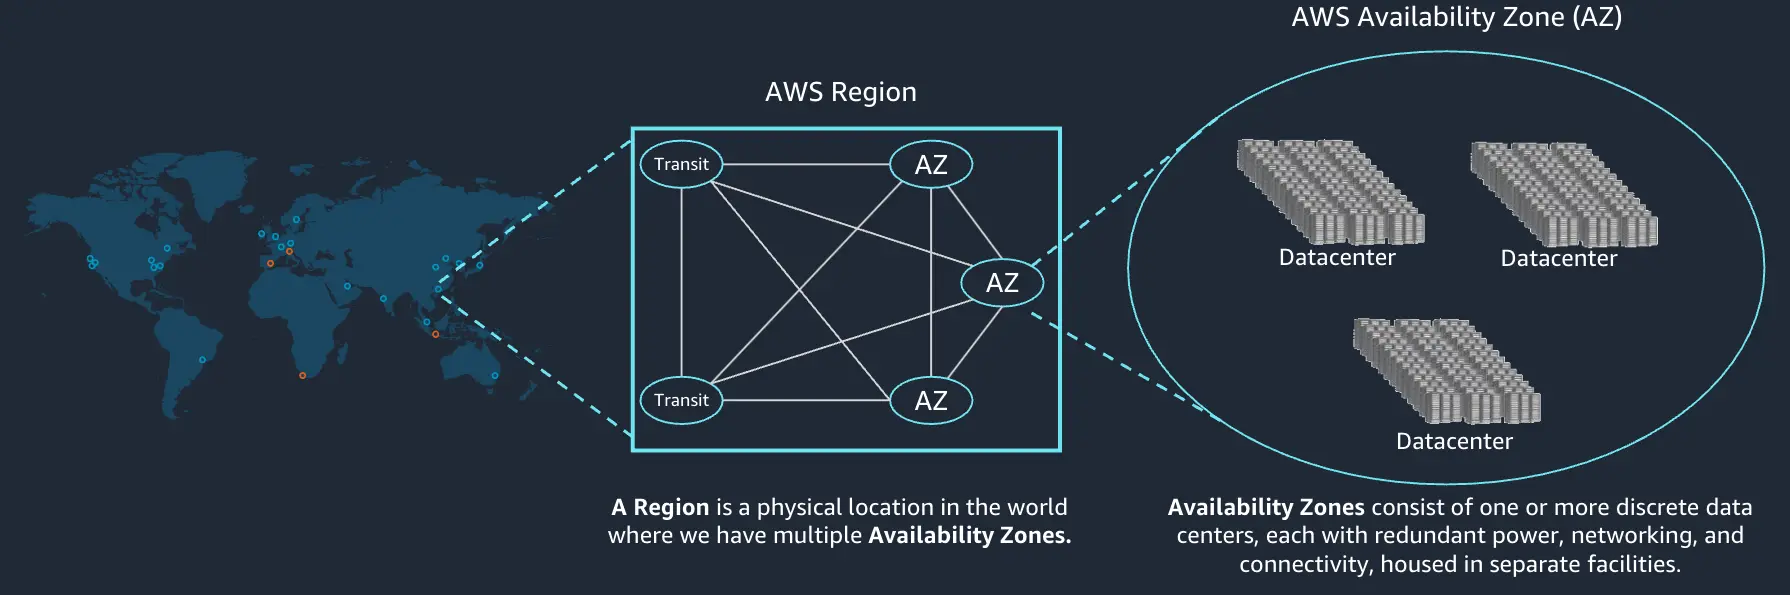 AWS Availability Zone (AZ)
AWS Region
Transit
AZ
AZ
Transit
AZ
Datacenter
Datacenter
Datacenter
A Region is a physical location in the world
where we have multiple Availability Zones.
Availability Zones consist of one or more discrete data
centers, each with redundant power, networking, and
connectivity, housed in separate facilities.